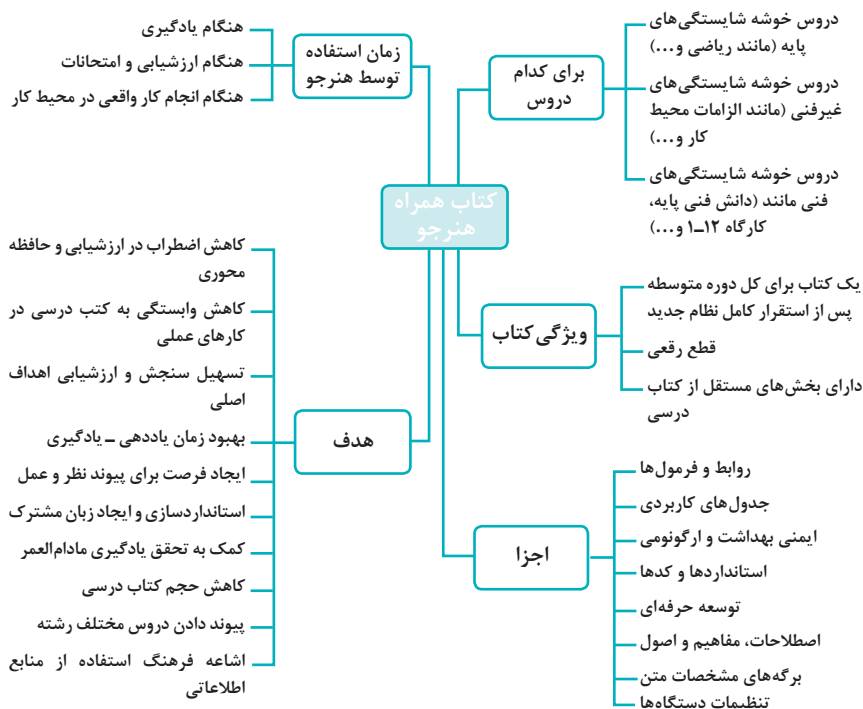 کتاب همراه
هنرجو
برای کدام
دروس
دروس خوشه شایستگی‌های
پایه (مانند ریاضی و...)
دروس خوشه شایستگی‌های
غیرفنی (مانند الزامات محیط
کار و...)
دروس خوشه شایستگی‌های
فنی مانند (دانش فنی پایه،
کارگاه ۱۲ـ۱ و...)
ویژگی کتاب
یک کتاب برای کل دوره متوسطه
پس از استقرار کامل نظام جدید
قطع رقعی
دارای بخش‌های مستقل از کتاب
درسی
اجزا
روابط و فرمول‌ها
جدول‌های کاربردی
ایمنی بهداشت و ارگونومی
استانداردها و کدها
توسعه حرفه‌ای
اصطلاحات، مفاهیم و اصول
برگه‌های مشخصات متن
تنظیمات دستگاه‌ها
زمان استفاده
توسط هنرجو
هنگام یادگیری
هنگام ارزشیابی و امتحانات
هنگام انجام کار واقعی در محیط کار
هدف
کاهش اضطراب در ارزشیابی و حافظه
محوری
کاهش وابستگی به کتب درسی در
کارهای عملی
تسهیل سنجش و ارزشیابی اهداف
اصلی
بهبود زمان یاددهی ـ یادگیری
ایجاد فرصت برای پیوند نظر و عمل
استانداردسازی و ایجاد زبان مشترک
کمک به تحقق یادگیری مادام‌العمر
کاهش حجم کتاب درسی
پیوند دادن دروس مختلف رشته
اشاعه فرهنگ استفاده از منابع
اطلاعاتی